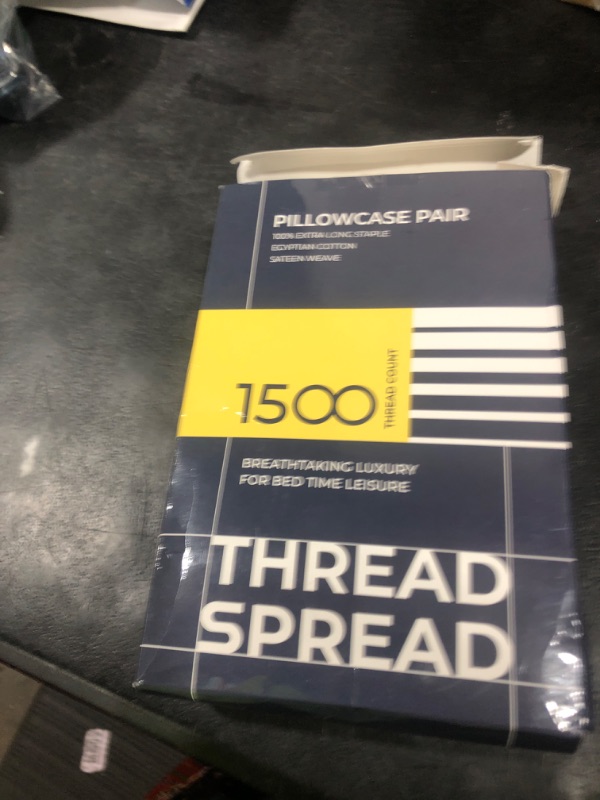 PILLOWCASE PAIR
100% EXTRA LONG STAPLE
EGYPTIAN COTTON
SATEEN WEAVE
1500
THREAD COUNT
BREATHTAKING LUXURY
FOR BED TIME LEISURE
THREAD
SPREAD